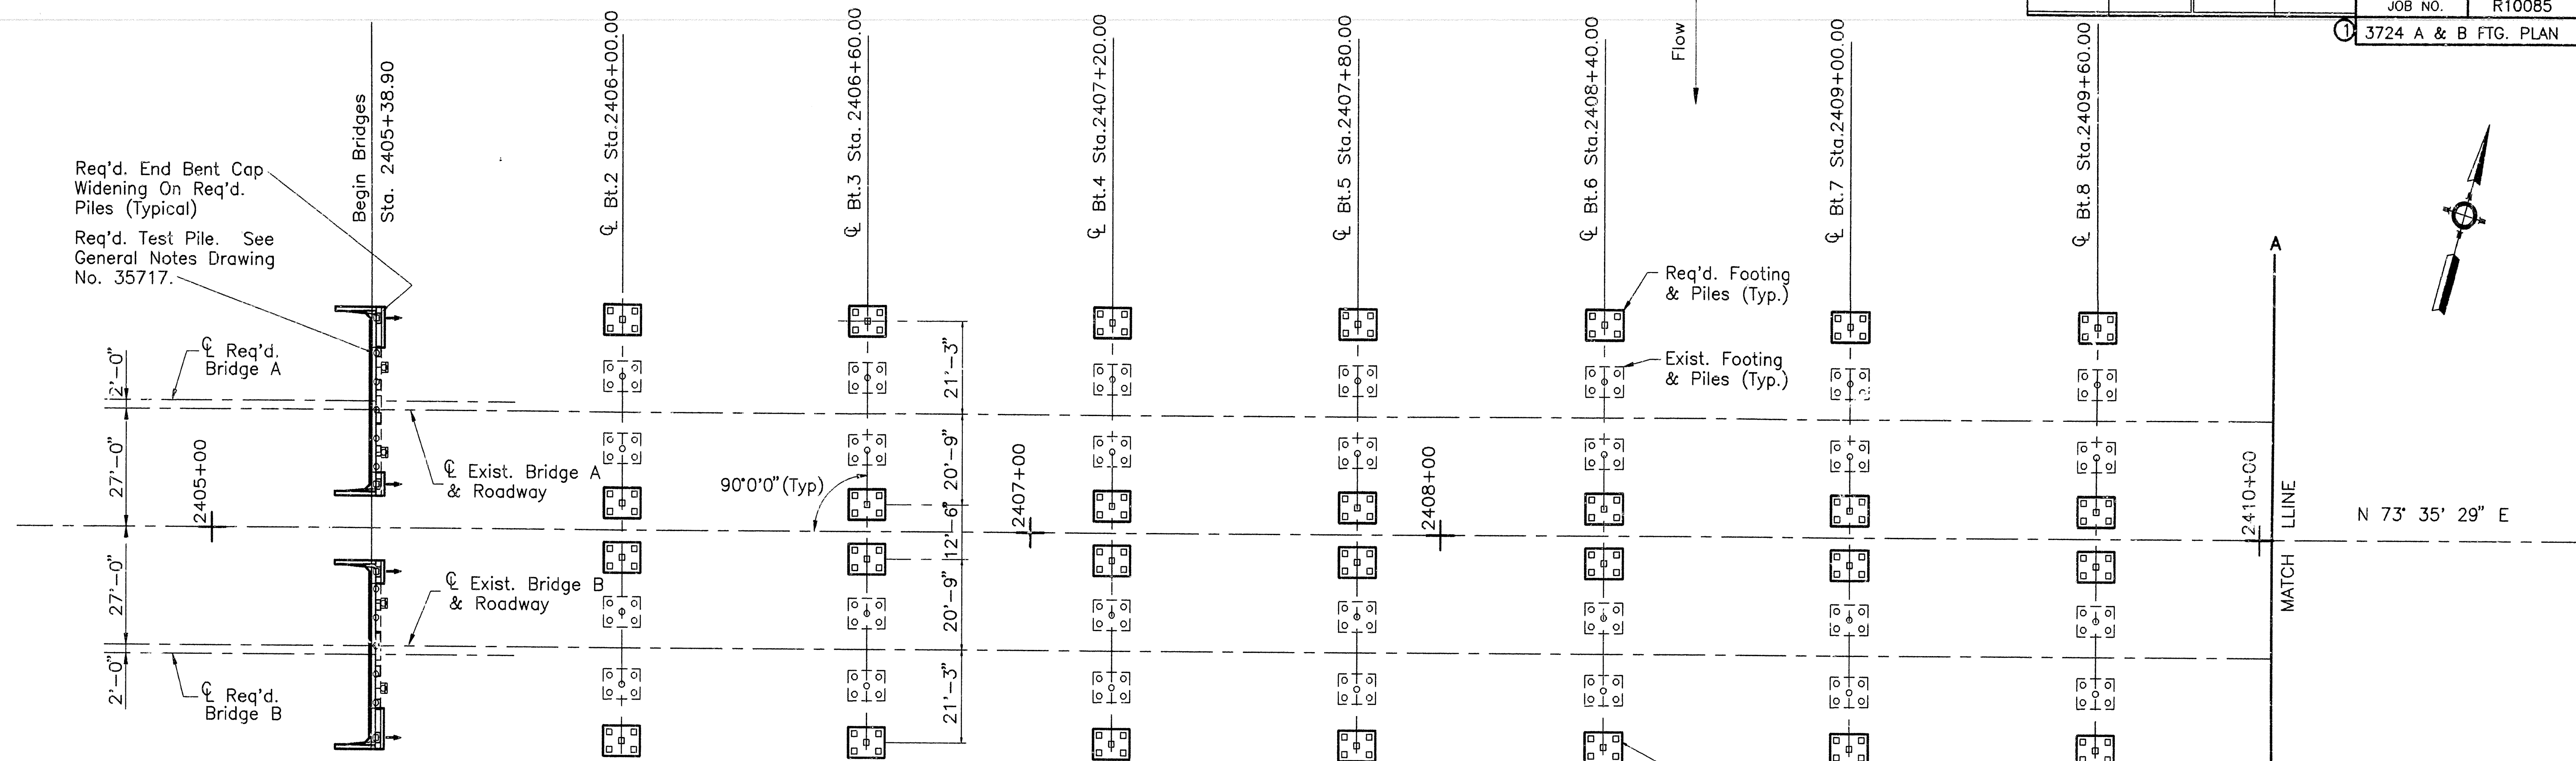 JOB NO.
R10085
1
3724 A & B FTG. PLAN
Begin Bridges
Sta. 2405+38.90
℄ Bt.2 Sta.2406+00.00
℄ Bt.3 Sta. 2406+60.00
℄ Bt.4 Sta.2407+20.00
℄ Bt.5 Sta.2407+80.00
℄ Bt.6 Sta.2408+40.00
Flow
℄ Bt.7 Sta.2409+00.00
℄ Bt.8 Sta.2409+60.00
Req'd. End Bent Cap
Widening On Req'd.
Piles (Typical)
Req'd. Test Pile. See
General Notes Drawing
No. 35717.
A
Req'd. Footing
& Piles (Typ.)
Exist. Footing
& Piles (Typ.)
℄ Req'd.
Bridge A
2'-0"
27'-0"
27'-0"
2'-0"
2405+00
℄ Exist. Bridge A
& Roadway
90°0'0" (Typ)
21'-3"
20'-9"
12'-6"
20'-9"
21'-3"
2407+00
2408+00
2410+00
MATCH LLINE
N 73° 35' 29" E
℄ Exist. Bridge B
& Roadway
℄ Req'd.
Bridge B